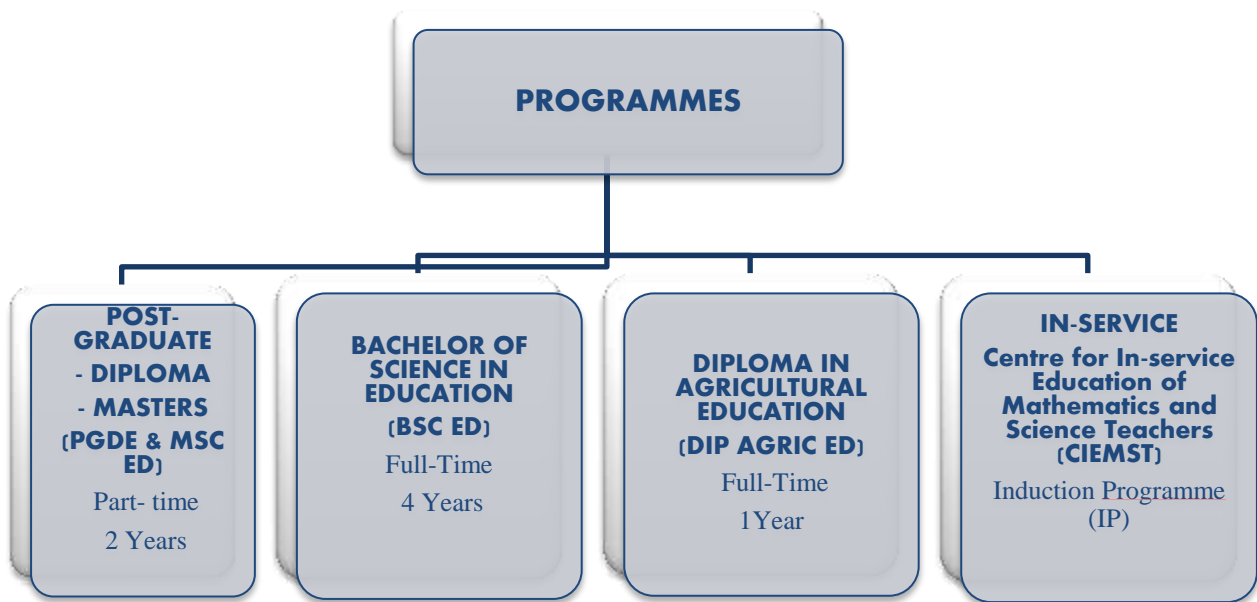 PROGRAMMES
POST-
GRADUATE
- DIPLOMA
- MASTERS
(PGDE & MSC
ED)
Part- time
2 Years
BACHELOR OF
SCIENCE IN
EDUCATION
(BSC ED)
Full-Time
4 Years
DIPLOMA IN
AGRICULTURAL
EDUCATION
(DIP AGRIC ED)
Full-Time
1Year
IN-SERVICE
Centre for In-service
Education of
Mathematics and
Science Teachers
(CIEMST)
Induction Programme
(IP)